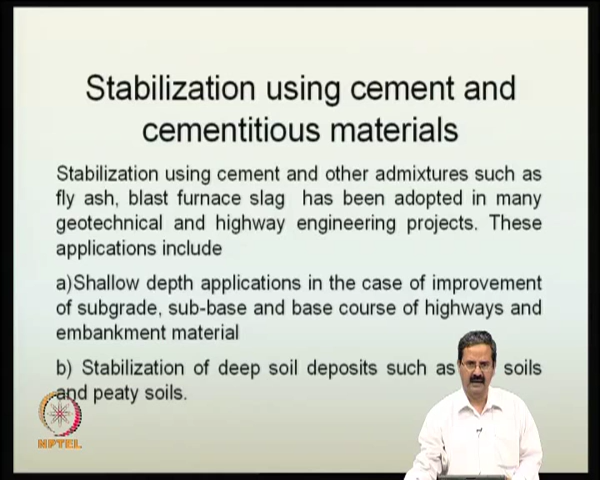 Stabilization using cement and
cementitious materials
Stabilization using cement and other admixtures such as
fly ash, blast furnace slag has been adopted in many
geotechnical and highway engineering projects. These
applications include
a)Shallow depth applications in the case of improvement
of subgrade, sub-base and base course of highways and
embankment material
b) Stabilization of deep soil deposits such as soils
and peaty soils.
NPTEL